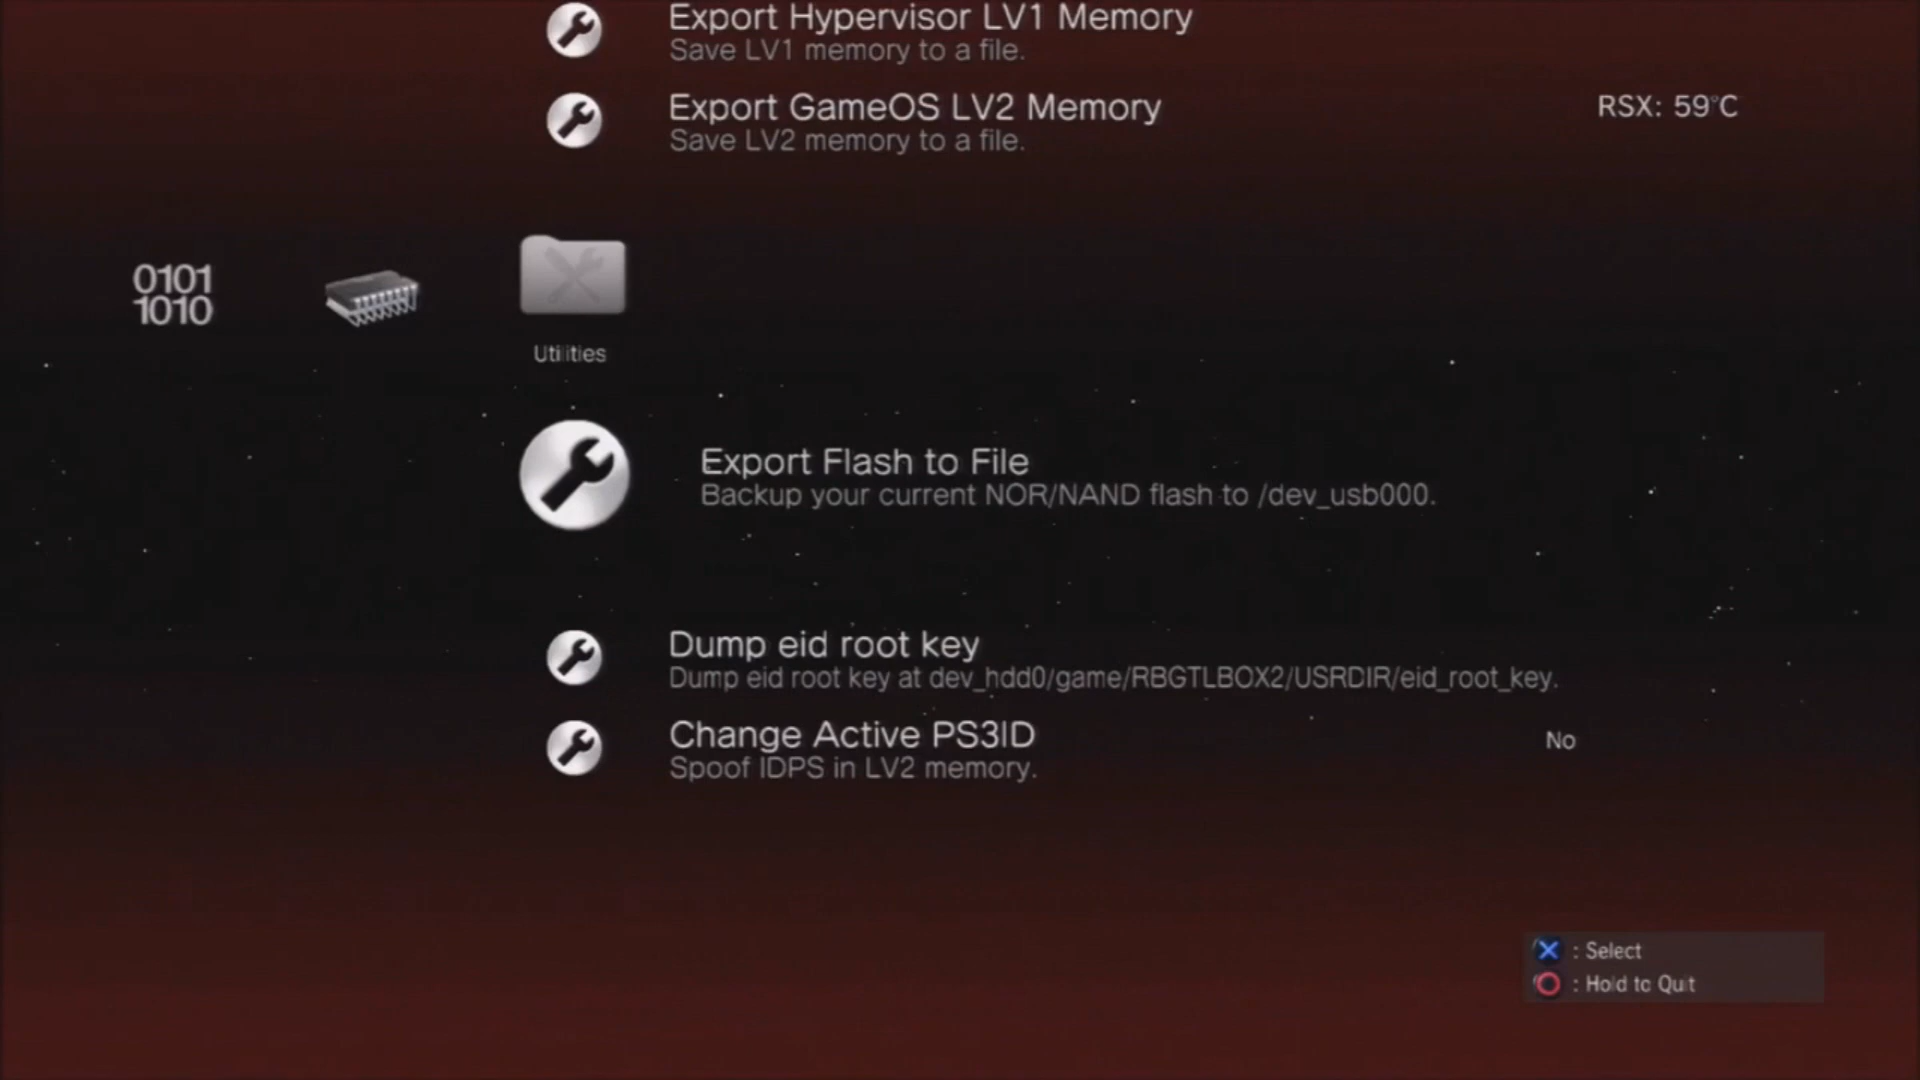 Export Hypervisor LV1 Memory
Save LV1 memory to a file.
Export GameOS LV2 Memory
Save LV2 memory to a file.
RSX: 59°C
0101
1010
Utilities
Export Flash to File
Backup your current NOR/NAND flash to /dev_usb000.
Dump eid root key
Dump eid root key at dev_hdd0/game/RBGTLBOX2/USRDIR/eid_root_key.
Change Active PS3ID
Spoof IDPS in LV2 memory.
No
: Select
: Hold to Quit